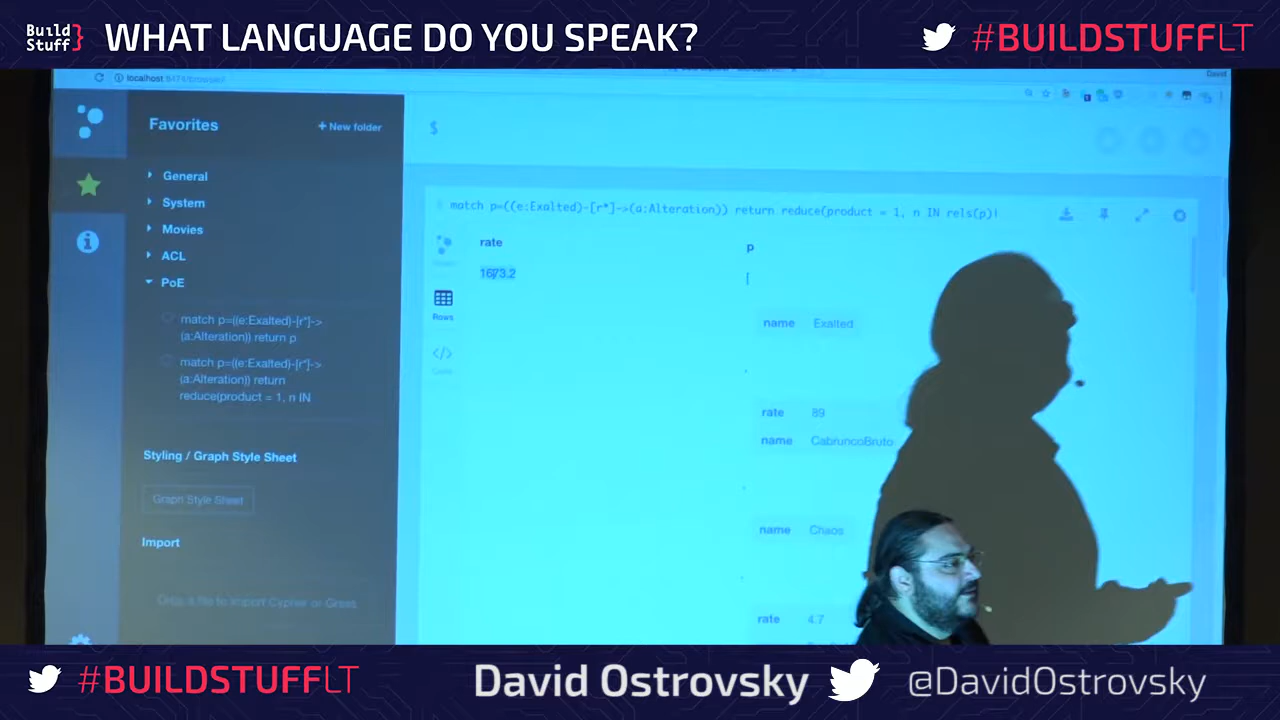 Build
Stuff}
WHAT LANGUAGE DO YOU SPEAK?
#BUILDSTUFFLT
David
localhost:
Favorites
+ New folder
$
General
System
Movies
ACL
PoE
match p=((e:Exalted)-[r*]->
(a:Alteration)) return p
match p=((e:Exalted)-[r*]->
(a:Alteration)) return
reduce(product = 1, n IN
Styling / Graph Style Sheet
Graph Style Sheet
Import
match p=((e:Exalted)-[r*]->(a:Alteration)) return reduce(product = 1, n IN rels(p)|
rate
p
1673.2
[
Rows
name Exalted
,
rate 89
name CabruncoBruto
,
name Chaos
,
rate 4.7
#BUILDSTUFFLT
David Ostrovsky
@DavidOstrovsky